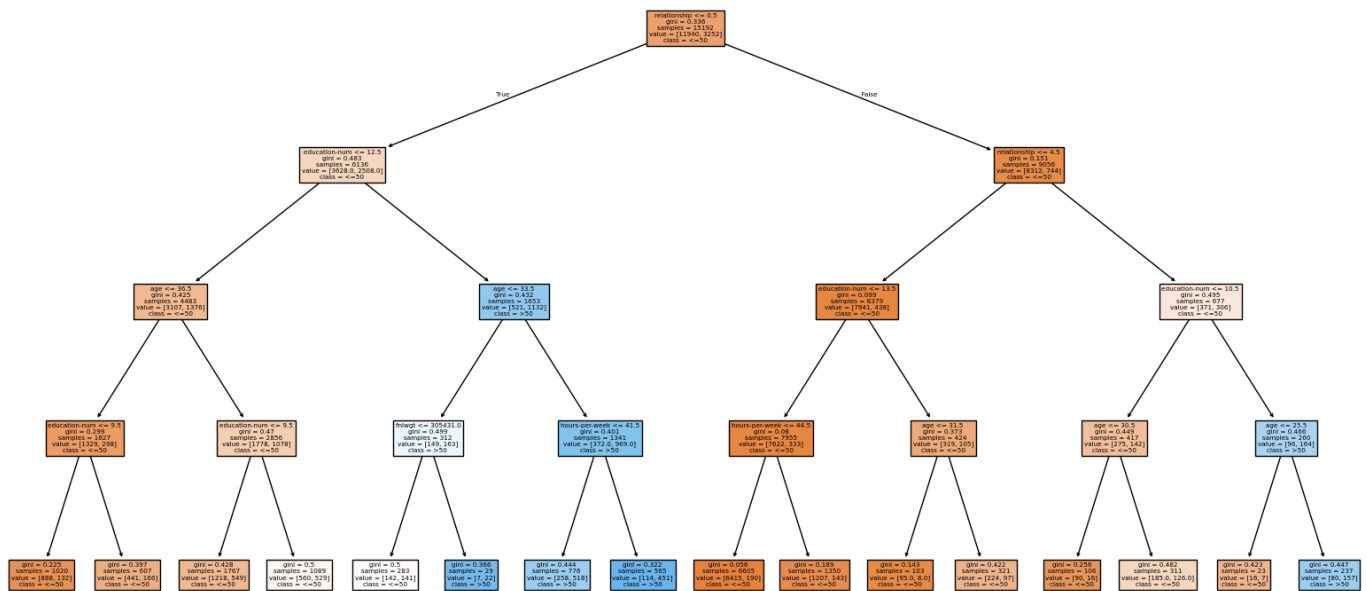 relationship <= 0.5
gini = 0.336
samples = 15192
value = [11940, 3252]
class = <=50
True
False
education-num <= 12.5
gini = 0.483
samples = 6136
value = [3628.0, 2508.0]
class = <=50
relationship <= 4.5
gini = 0.151
samples = 9056
value = [8312, 744]
class = <=50
age <= 36.5
gini = 0.425
samples = 4483
value = [3107, 1376]
class = <=50
age <= 33.5
gini = 0.432
samples = 1653
value = [521, 1132]
class = >50
education-num <= 13.5
gini = 0.099
samples = 8379
value = [7941, 438]
class = <=50
education-num <= 10.5
gini = 0.495
samples = 677
value = [371, 306]
class = <=50
education-num <= 9.5
gini = 0.299
samples = 1627
value = [1329, 298]
class = <=50
education-num <= 9.5
gini = 0.47
samples = 2856
value = [1778, 1078]
class = <=50
fnlwgt <= 305431.0
gini = 0.499
samples = 312
value = [149, 163]
class = >50
hours-per-week <= 41.5
gini = 0.401
samples = 1341
value = [372.0, 969.0]
class = >50
hours-per-week <= 44.5
gini = 0.08
samples = 7955
value = [7622, 333]
class = <=50
age <= 31.5
gini = 0.373
samples = 424
value = [319, 105]
class = <=50
age <= 30.5
gini = 0.449
samples = 417
value = [275, 142]
class = <=50
age <= 25.5
gini = 0.466
samples = 260
value = [96, 164]
class = >50
gini = 0.225
samples = 1020
value = [888, 132]
class = <=50
gini = 0.397
samples = 607
value = [441, 166]
class = <=50
gini = 0.428
samples = 1767
value = [1218, 549]
class = <=50
gini = 0.5
samples = 1089
value = [560, 529]
class = <=50
gini = 0.5
samples = 283
value = [142, 141]
class = <=50
gini = 0.366
samples = 29
value = [7, 22]
class = >50
gini = 0.444
samples = 776
value = [258, 518]
class = >50
gini = 0.322
samples = 565
value = [114, 451]
class = >50
gini = 0.056
samples = 6605
value = [6415, 190]
class = <=50
gini = 0.189
samples = 1350
value = [1207, 143]
class = <=50
gini = 0.143
samples = 103
value = [95.0, 8.0]
class = <=50
gini = 0.422
samples = 321
value = [224, 97]
class = <=50
gini = 0.256
samples = 106
value = [90, 16]
class = <=50
gini = 0.482
samples = 311
value = [185.0, 126.0]
class = <=50
gini = 0.423
samples = 23
value = [16, 7]
class = <=50
gini = 0.447
samples = 237
value = [80, 157]
class = >50